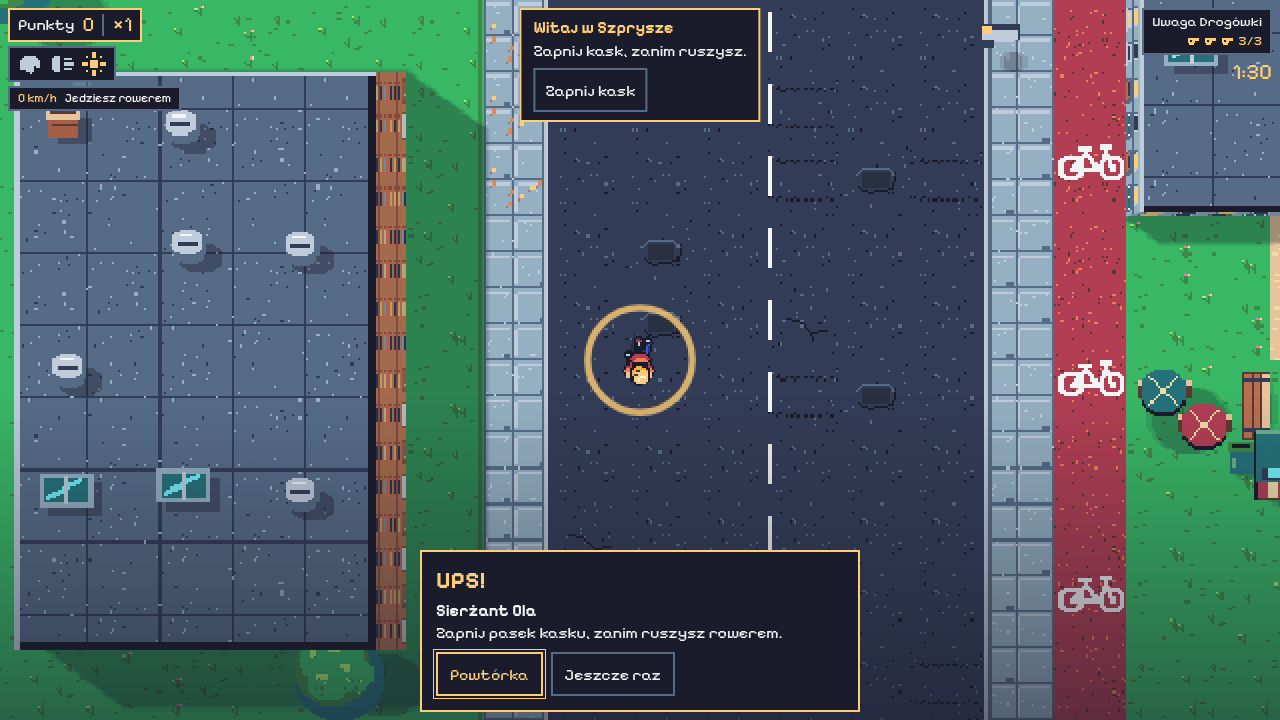 Punkty 0 ×1
0 km/h Jedziesz rowerem
Witaj w Szprysze
Zapnij kask, zanim ruszysz.
Zapnij kask
Uwaga Drogówki
3/3
1:30
UPS!
Sierżant Ola
Zapnij pasek kasku, zanim ruszysz rowerem.
Powtórka
Jeszcze raz